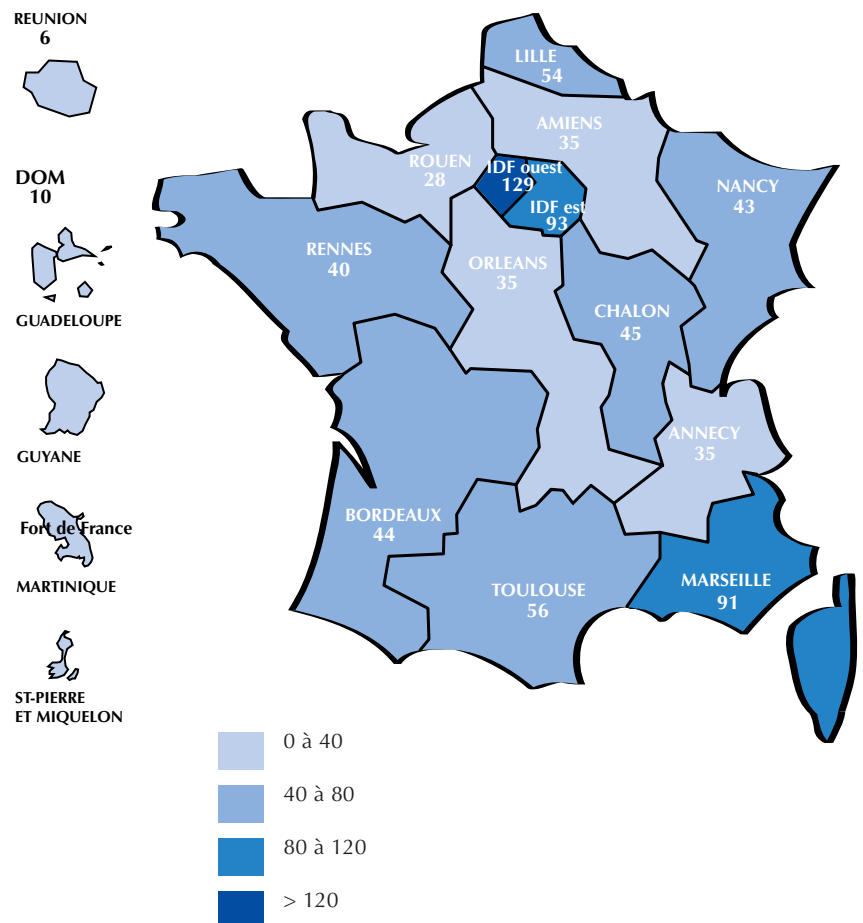 REUNION
6
DOM
10
GUADELOUPE
GUYANE
Fort de France
MARTINIQUE
ST-PIERRE
ET MIQUELON
LILLE
54
AMIENS
35
ROUEN
28
IDF ouest
129
IDF est
93
NANCY
43
RENNES
40
ORLEANS
35
CHALON
45
ANNECY
35
BORDEAUX
44
TOULOUSE
56
MARSEILLE
91
0 à 40
40 à 80
80 à 120
> 120